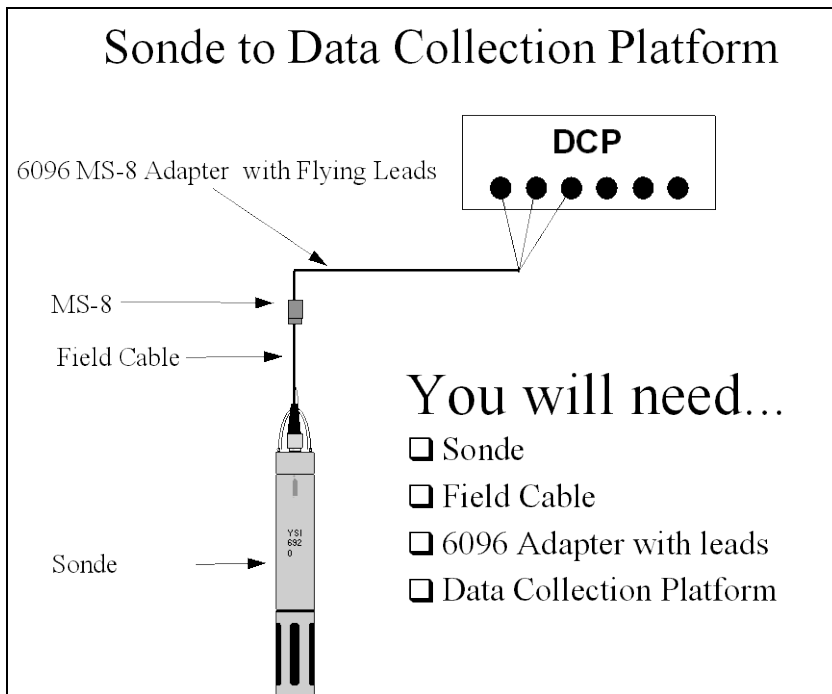 Sonde to Data Collection Platform
DCP
6096 MS-8 Adapter with Flying Leads
MS-8
Field Cable
You will need...
Sonde
Field Cable
6096 Adapter with leads
Data Collection Platform
YSI
692
0
Sonde